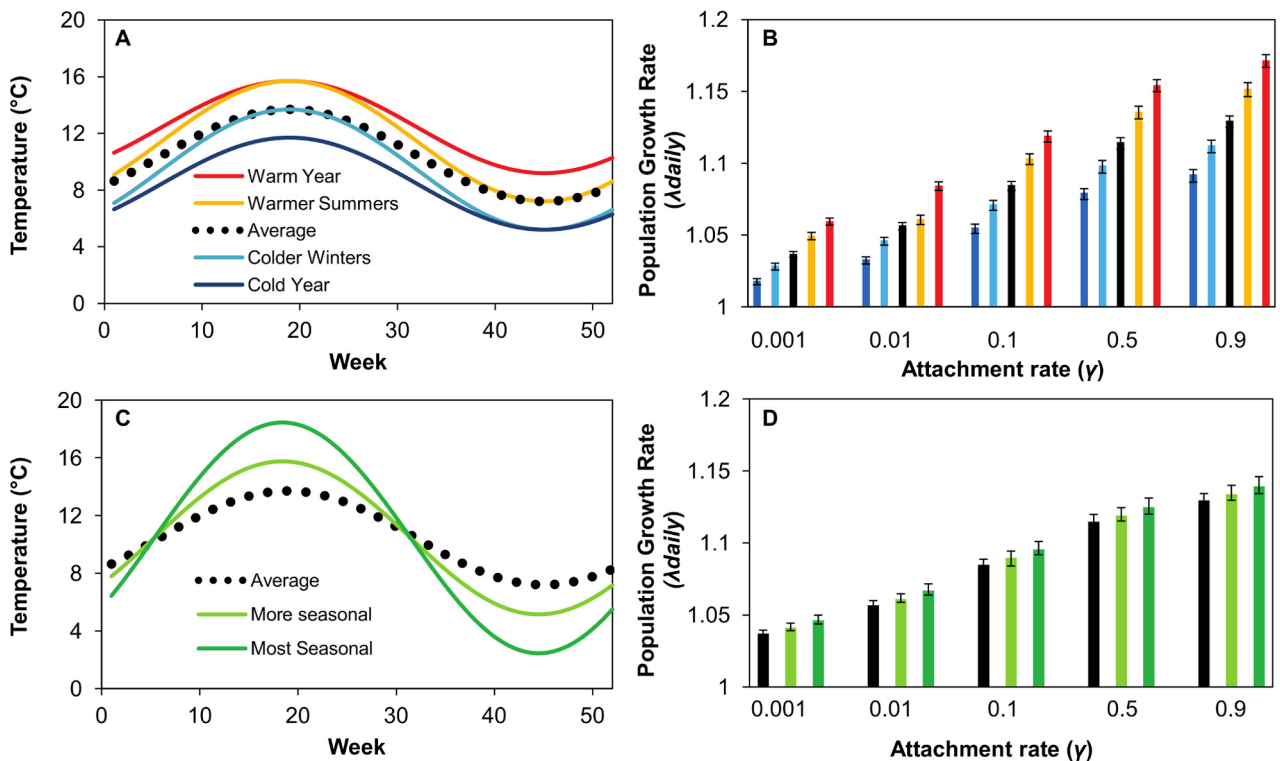 A
Temperature (°C)
20
16
12
8
4
0
Warm Year
Warmer Summers
Average
Colder Winters
Cold Year
0 10 20 30 40 50
Week
B
Population Growth Rate
(λdaily)
1.2
1.15
1.1
1.05
1
0.001 0.01 0.1 0.5 0.9
Attachment rate (γ)
C
Temperature (°C)
20
16
12
8
4
0
Average
More seasonal
Most Seasonal
0 10 20 30 40 50
Week
D
Population Growth Rate
(λdaily)
1.2
1.15
1.1
1.05
1
0.001 0.01 0.1 0.5 0.9
Attachment rate (γ)